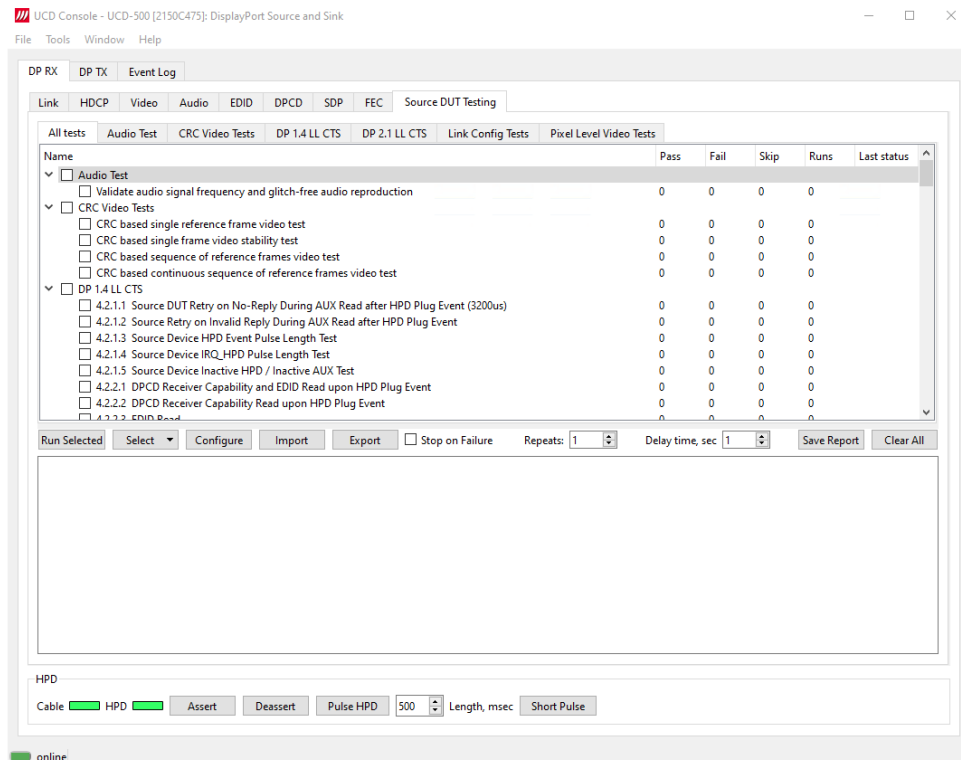 UCD Console - UCD-500 [2150C475]: DisplayPort Source and Sink
File Tools Window Help
DP RX DP TX Event Log
Link HDCP Video Audio EDID DPCD SDP FEC Source DUT Testing
All tests Audio Test CRC Video Tests DP 1.4 LL CTS DP 2.1 LL CTS Link Config Tests Pixel Level Video Tests
Name Pass Fail Skip Runs Last status
Audio Test
Validate audio signal frequency and glitch-free audio reproduction 0 0 0 0
CRC Video Tests
CRC based single reference frame video test 0 0 0 0
CRC based single frame video stability test 0 0 0 0
CRC based sequence of reference frames video test 0 0 0 0
CRC based continuous sequence of reference frames video test 0 0 0 0
DP 1.4 LL CTS
4.2.1.1 Source DUT Retry on No-Reply During AUX Read after HPD Plug Event (3200us) 0 0 0 0
4.2.1.2 Source Retry on Invalid Reply During AUX Read after HPD Plug Event 0 0 0 0
4.2.1.3 Source Device HPD Event Pulse Length Test 0 0 0 0
4.2.1.4 Source Device IRQ_HPD Pulse Length Test 0 0 0 0
4.2.1.5 Source Device Inactive HPD / Inactive AUX Test 0 0 0 0
4.2.2.1 DPCD Receiver Capability and EDID Read upon HPD Plug Event 0 0 0 0
4.2.2.2 DPCD Receiver Capability Read upon HPD Plug Event 0 0 0 0
4.2.2.3 EDID Read 0 0 0 0
Run Selected Select Configure Import Export Stop on Failure Repeats: 1 Delay time, sec 1 Save Report Clear All
HPD
Cable HPD Assert Deassert Pulse HPD 500 Length, msec Short Pulse
online